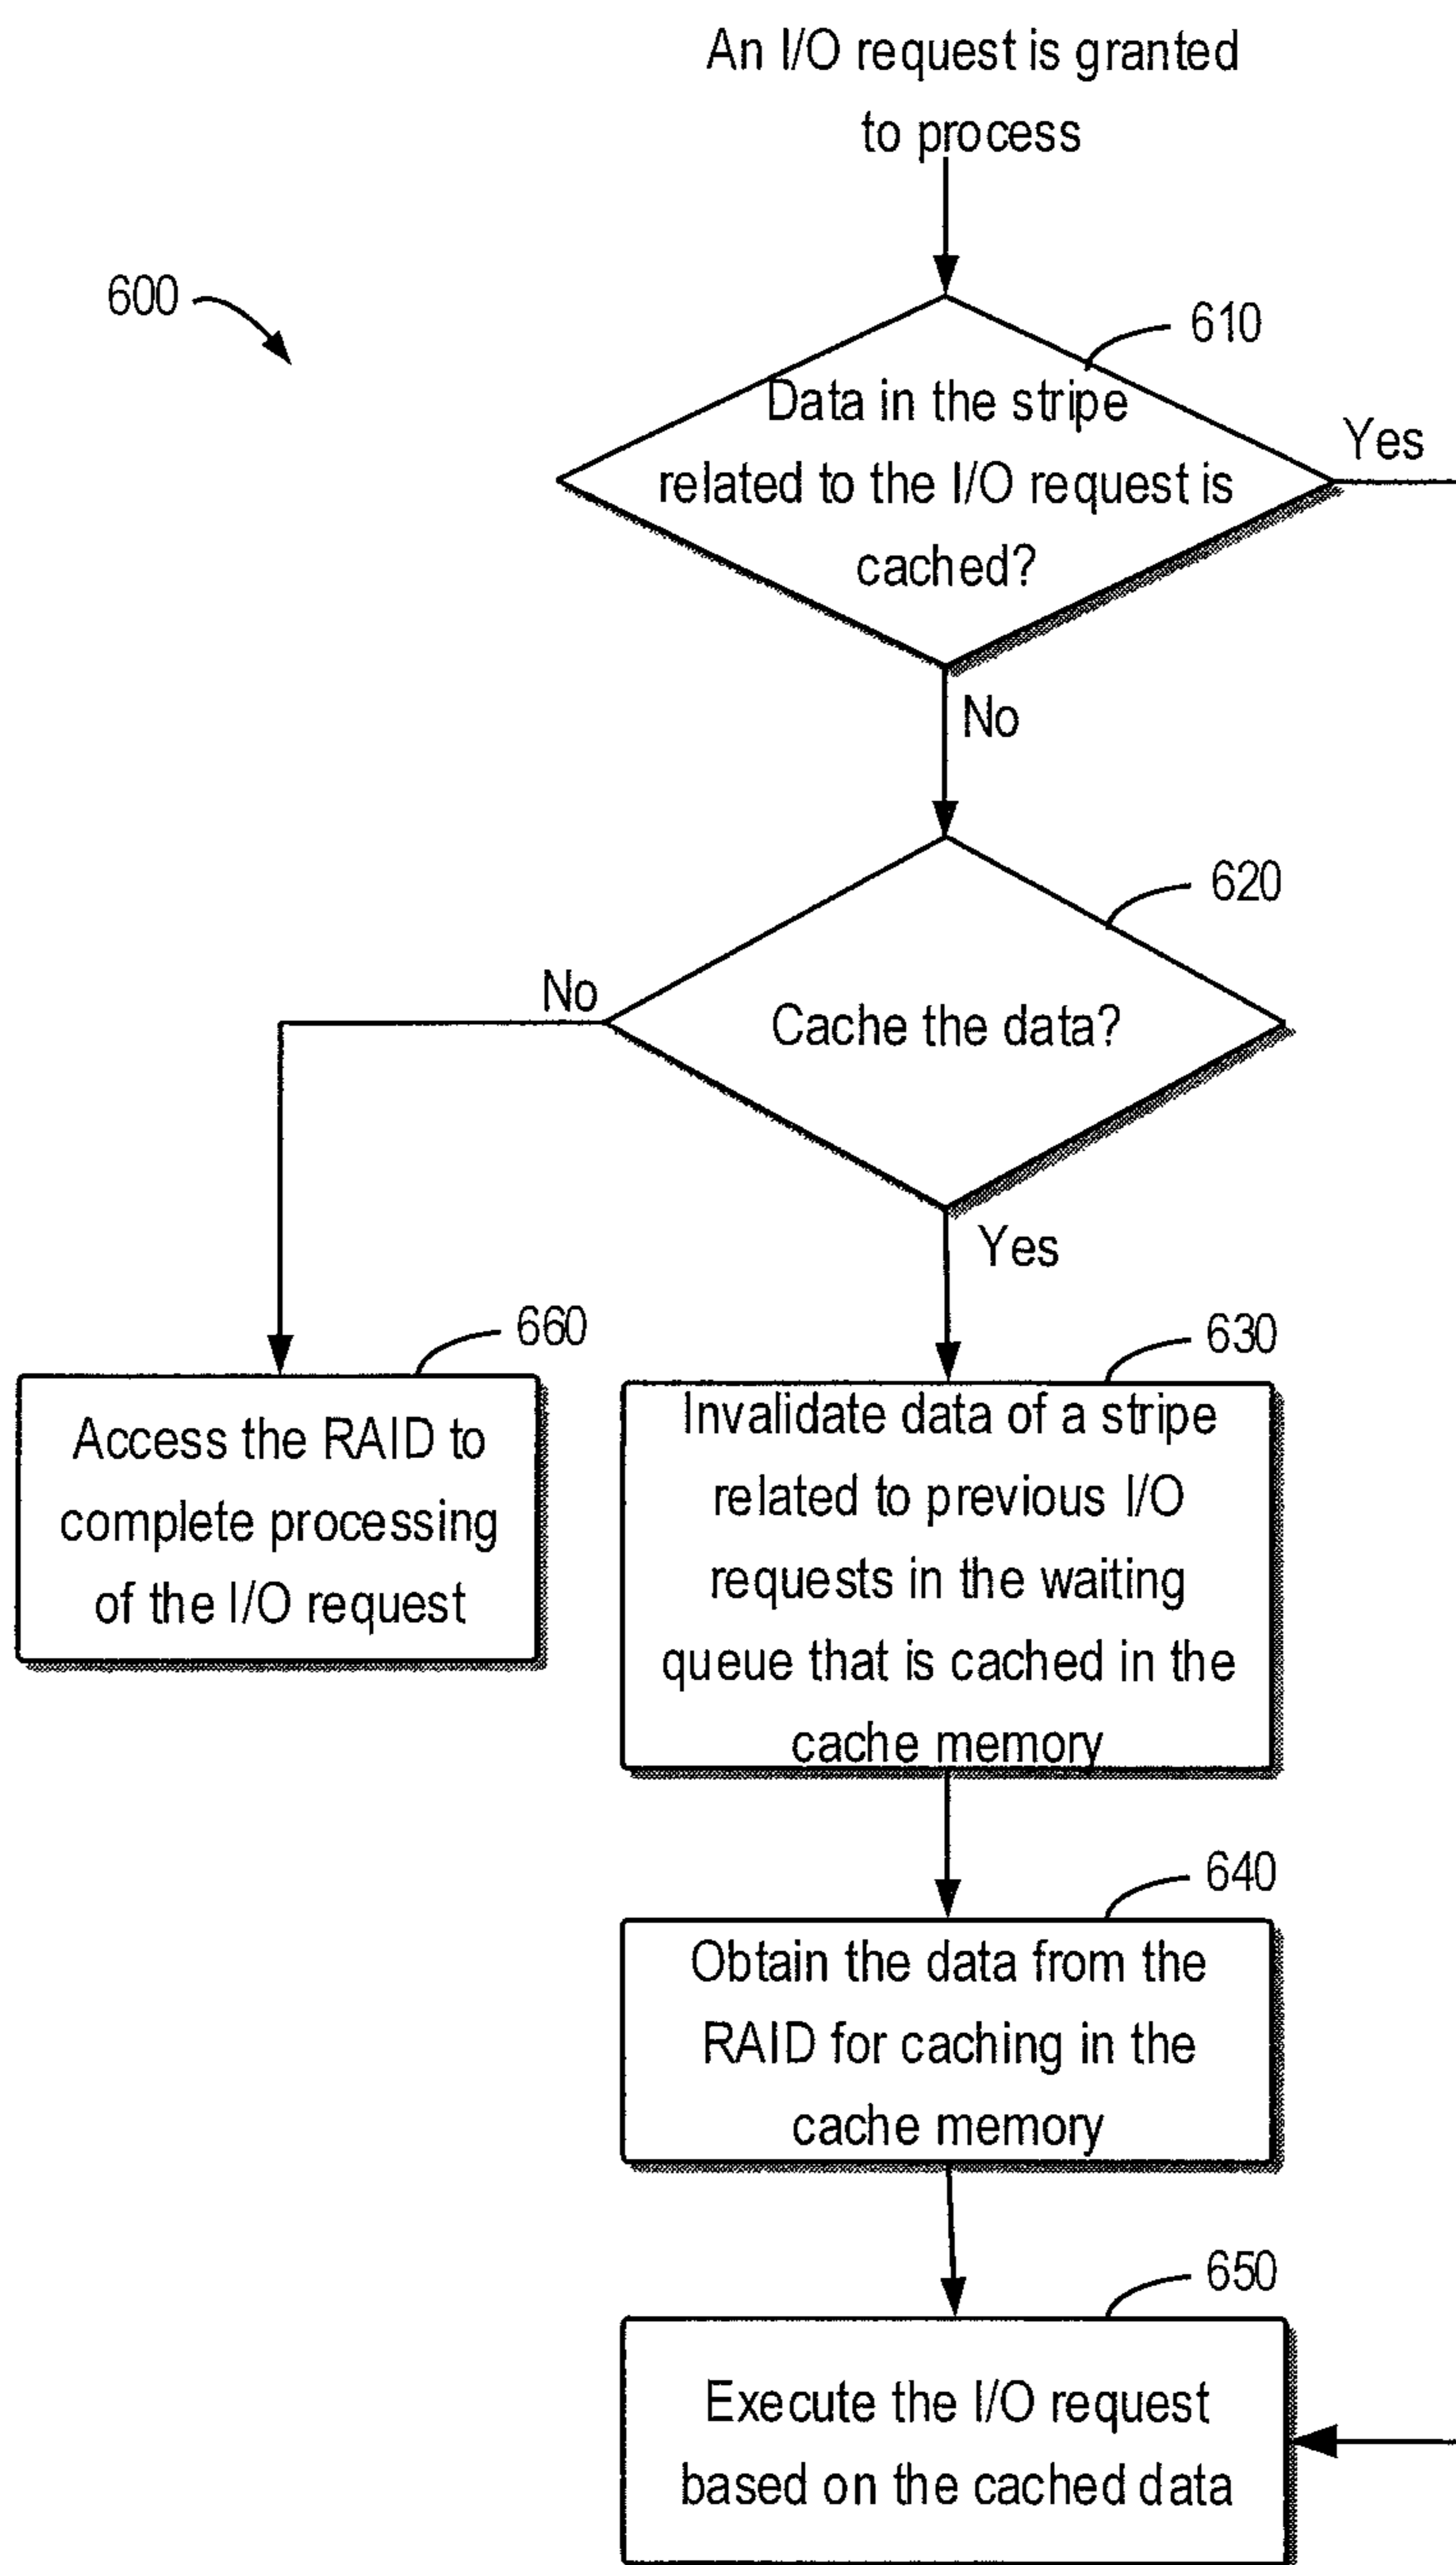 An I/O request is granted
to process
600
610
Data in the stripe
related to the I/O request is
cached?
Yes
No
620
No
Cache the data?
Yes
660
630
Access the RAID to
complete processing
of the I/O request
Invalidate data of a stripe
related to previous I/O
requests in the waiting
queue that is cached in the
cache memory
640
Obtain the data from the
RAID for caching in the
cache memory
650
Execute the I/O request
based on the cached data